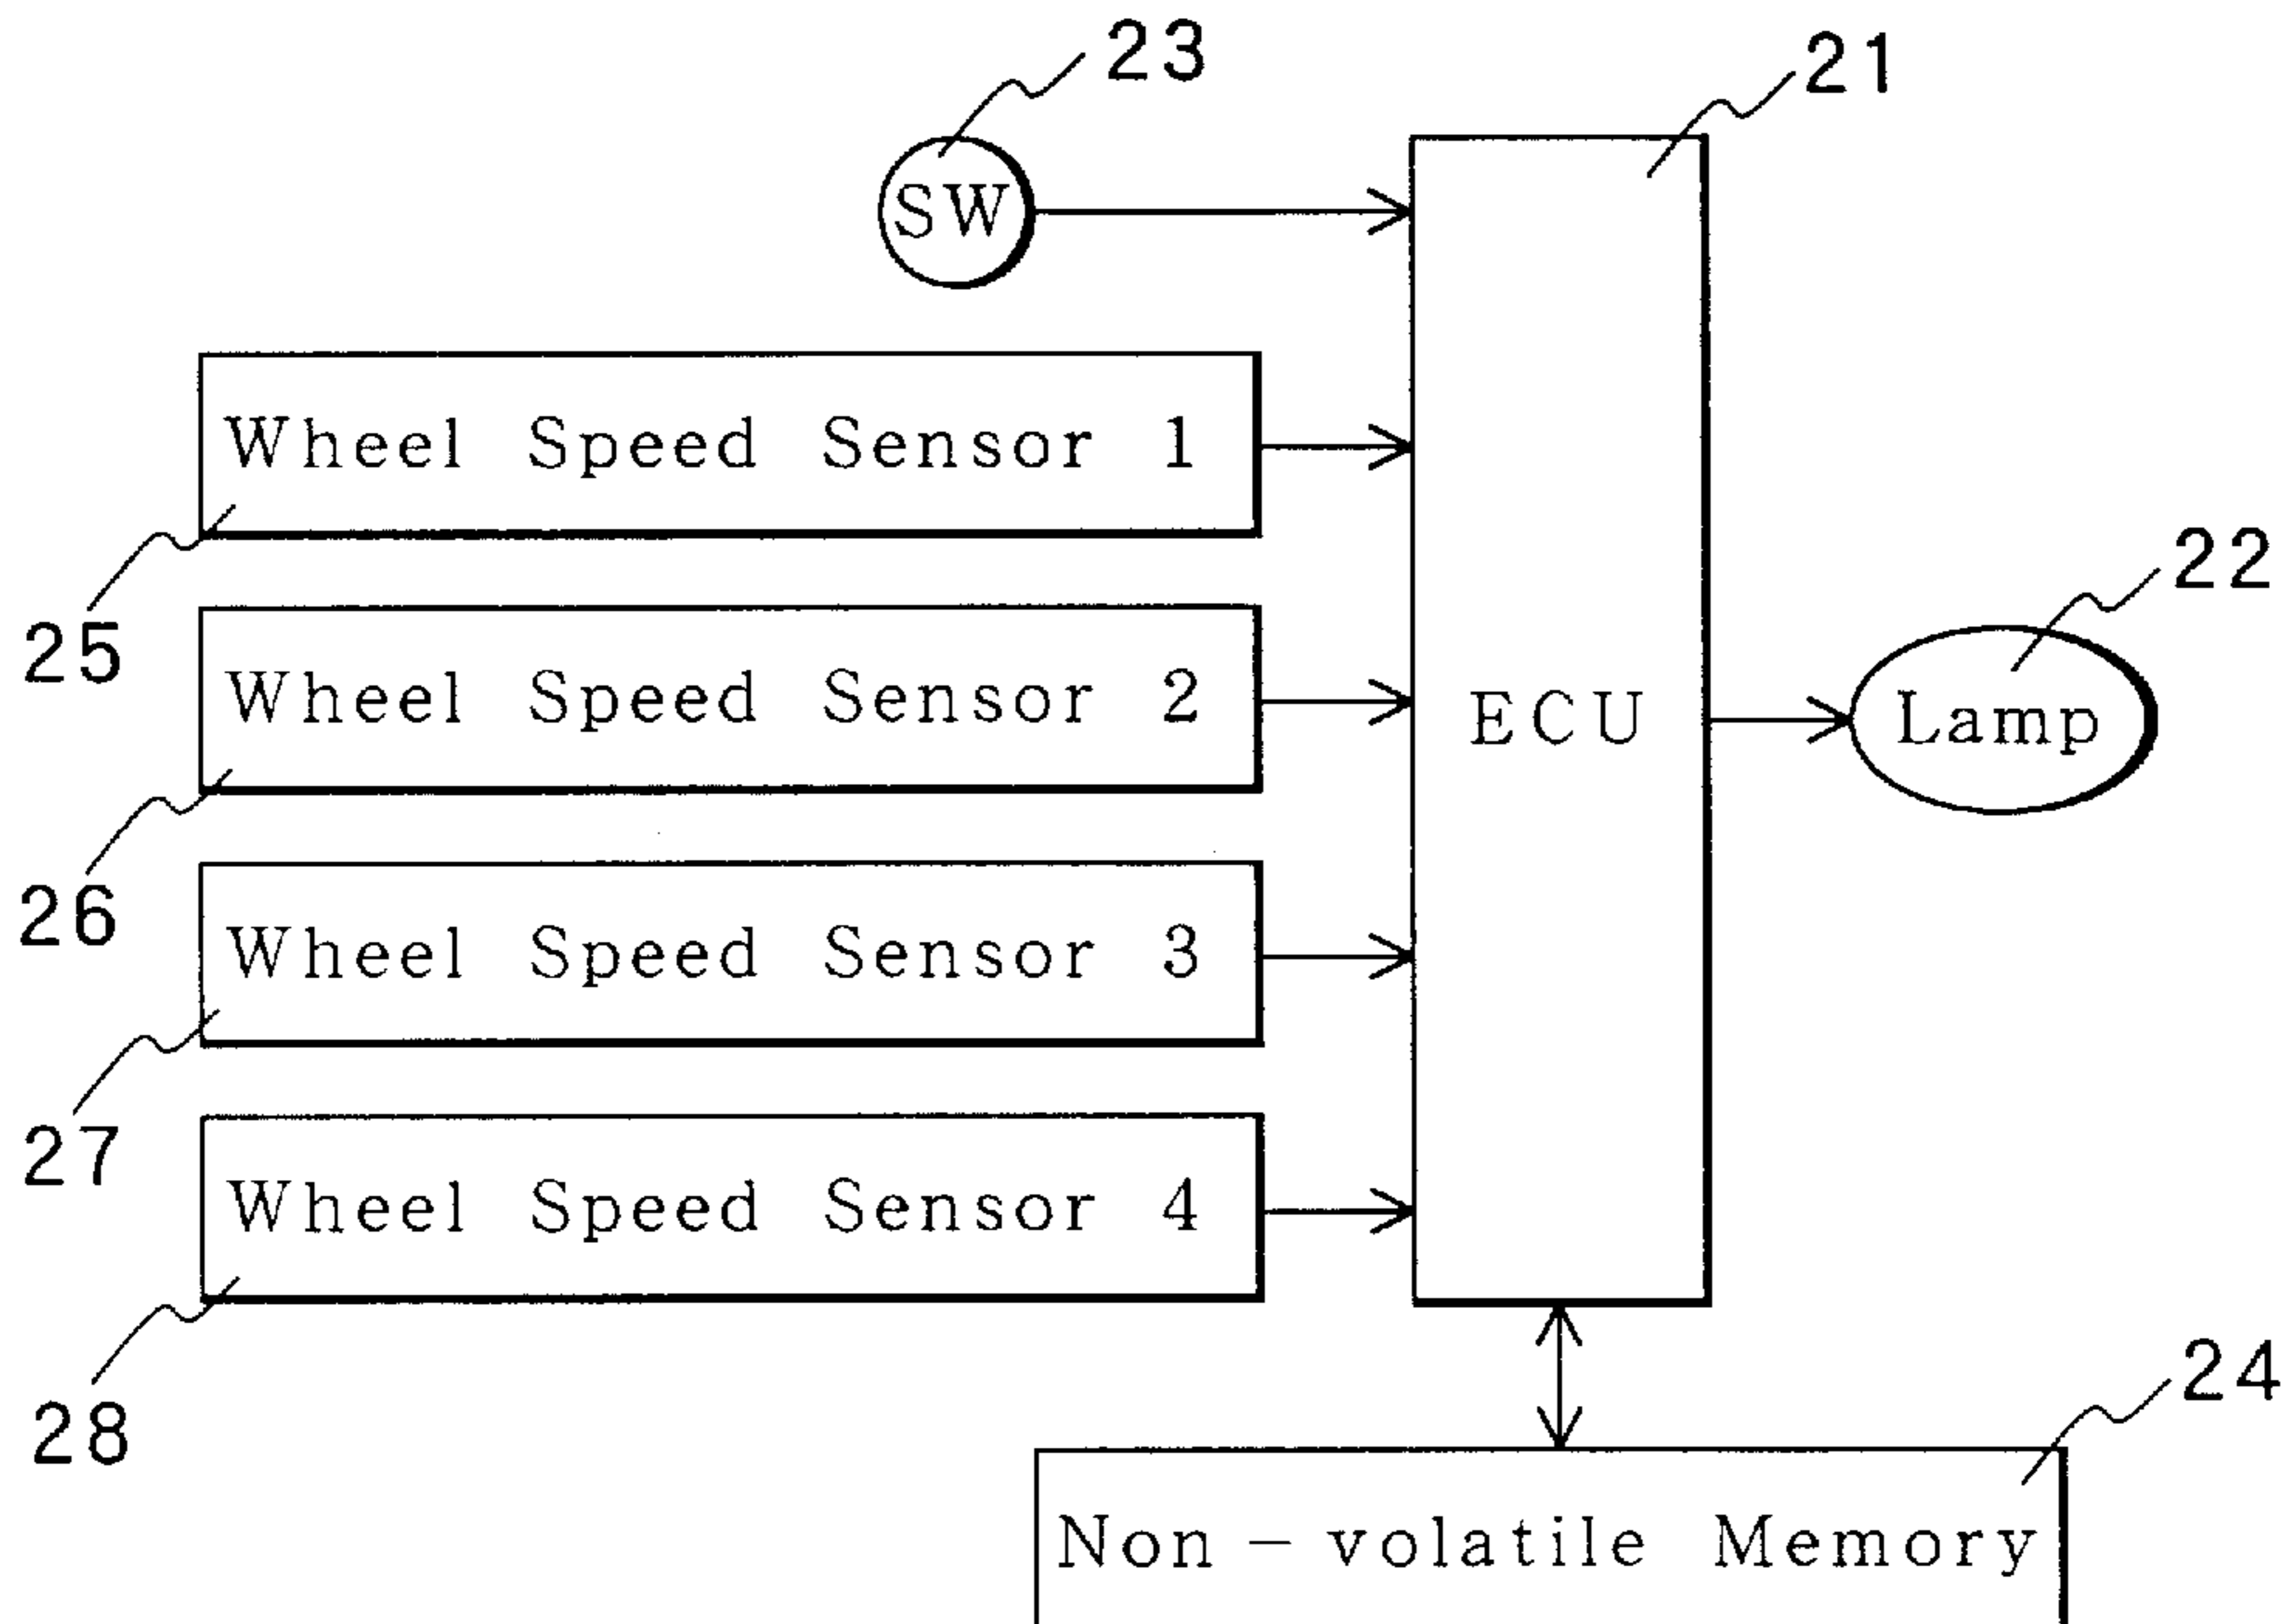 23
21
SW
Wheel Speed Sensor 1
25
22
Wheel Speed Sensor 2
ECU
Lamp
26
Wheel Speed Sensor 3
27
Wheel Speed Sensor 4
28
24
Non-volatile Memory